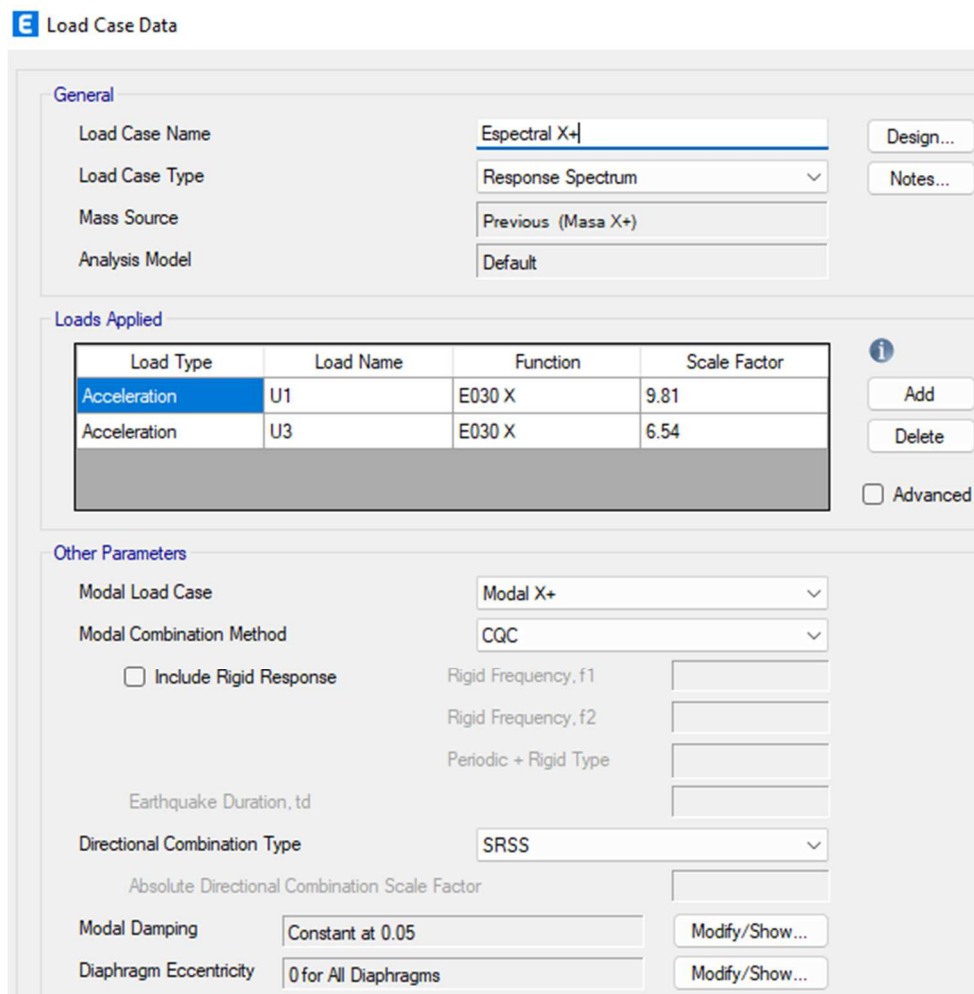 E Load Case Data
General
Load Case Name Espectral X+ Design...
Load Case Type Response Spectrum Notes...
Mass Source Previous (Masa X+)
Analysis Model Default
Loads Applied
Load Type Load Name Function Scale Factor i
Acceleration U1 E030 X 9.81 Add
Acceleration U3 E030 X 6.54 Delete
Advanced
Other Parameters
Modal Load Case Modal X+
Modal Combination Method CQC
Include Rigid Response Rigid Frequency, f1
Rigid Frequency, f2
Periodic + Rigid Type
Earthquake Duration, td
Directional Combination Type SRSS
Absolute Directional Combination Scale Factor
Modal Damping Constant at 0.05 Modify/Show...
Diaphragm Eccentricity 0 for All Diaphragms Modify/Show...